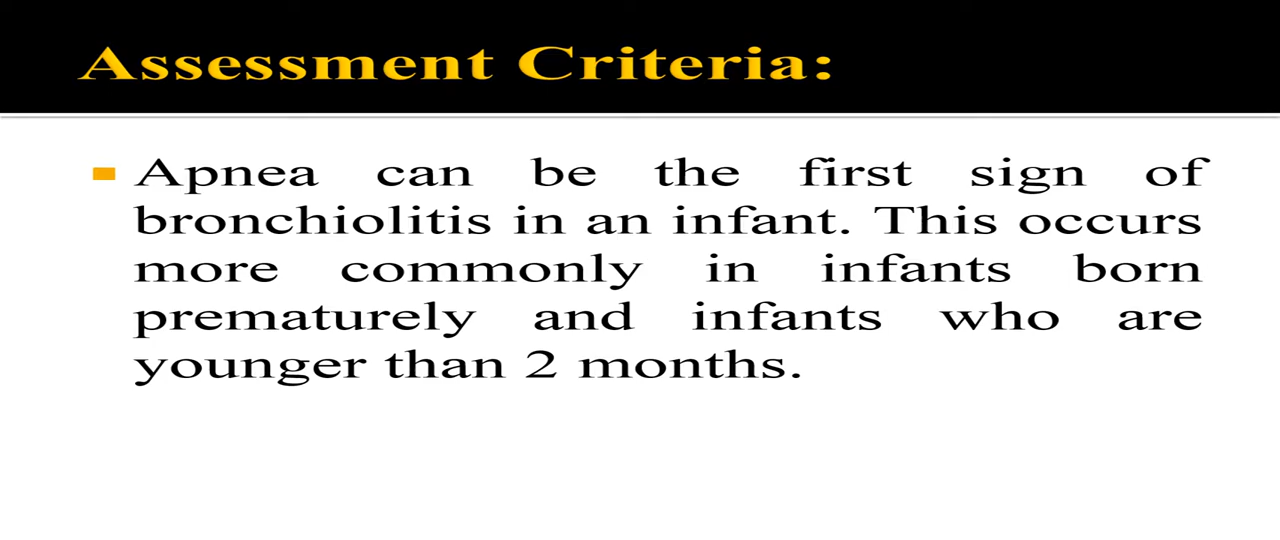 Assessment Criteria:
Apnea can be the first sign of
bronchiolitis in an infant. This occurs
more commonly in infants born
prematurely and infants who are
younger than 2 months.